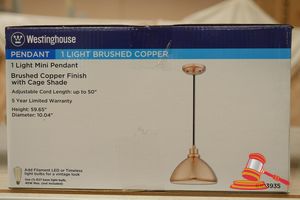 Westinghouse
PENDANT | 1 LIGHT BRUSHED COPPER
1 Light Mini Pendant
Brushed Copper Finish
with Cage Shade
Adjustable Cord Length: up to 50"
5 Year Limited Warranty
Height: 59.65"
Diameter: 10.04"
Add Filament LED or Timeless
light bulbs for a vintage look
3935